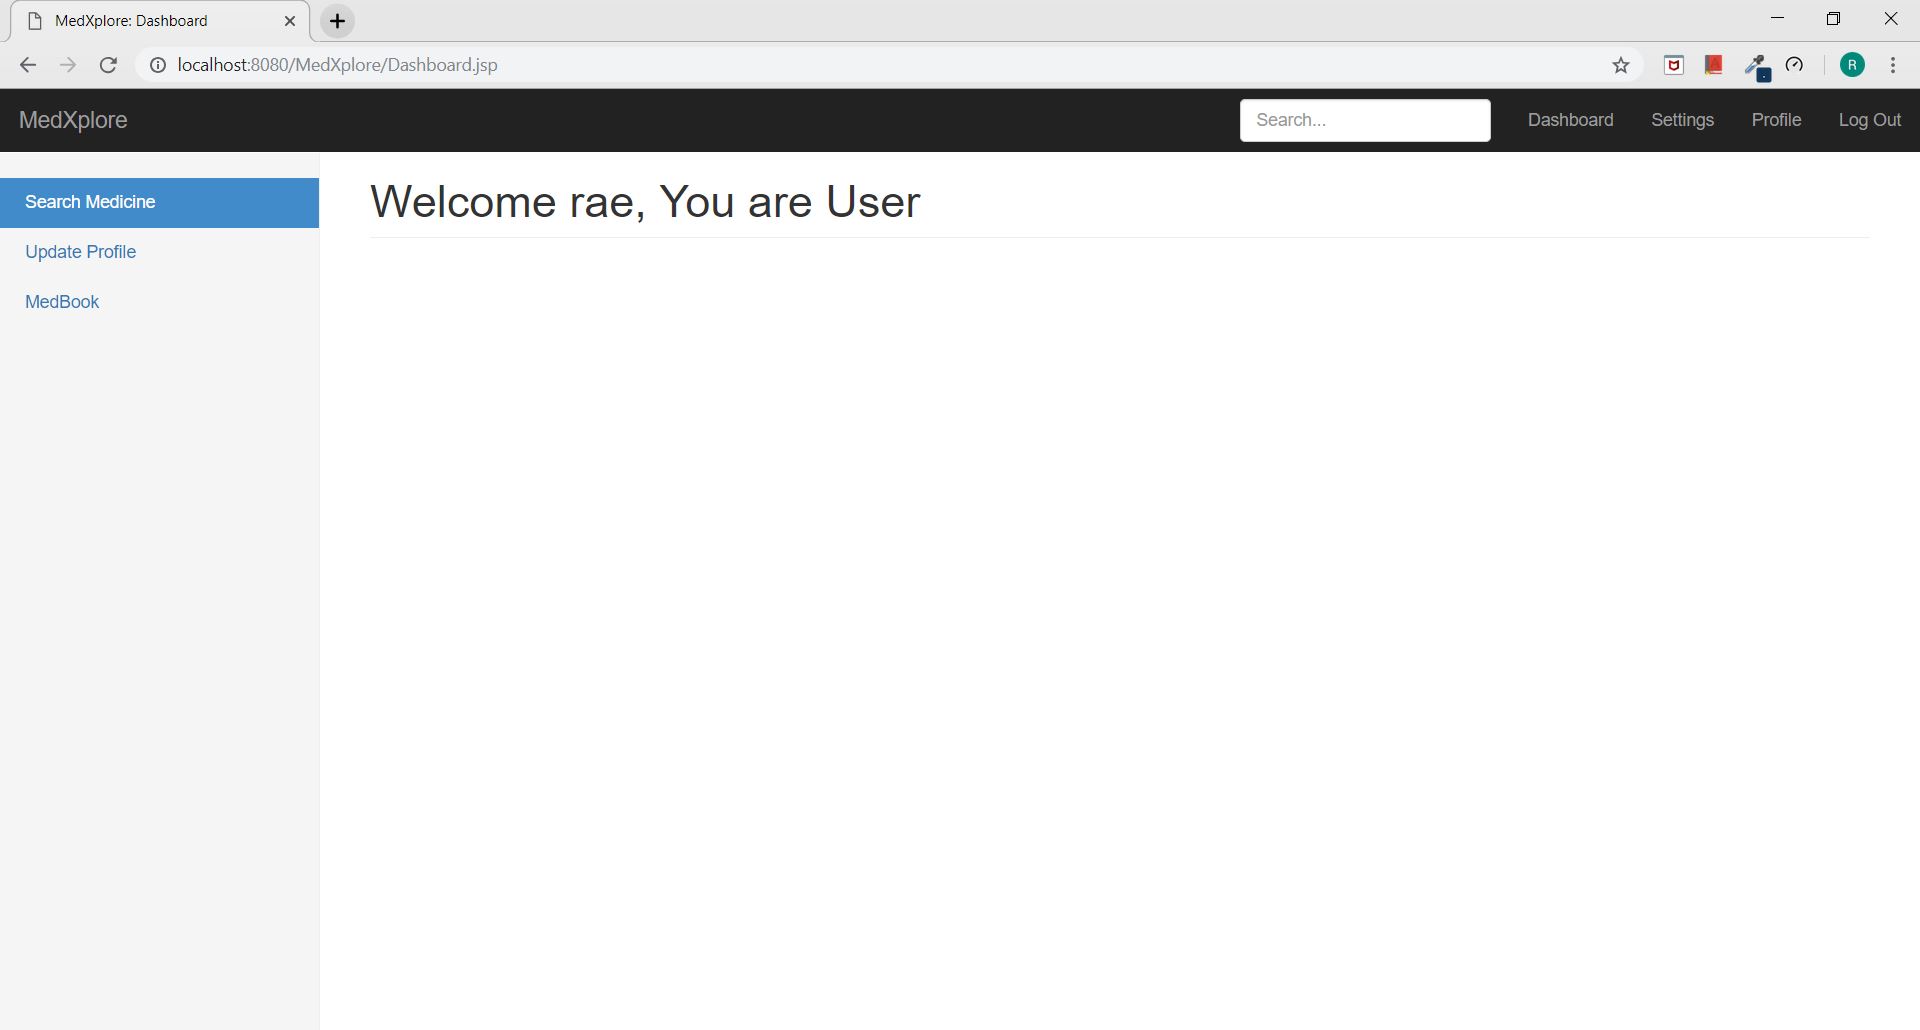 MedXplore: Dashboard
localhost:8080/MedXplore/Dashboard.jsp
R
MedXplore
Search...
Dashboard
Settings
Profile
Log Out
Search Medicine
Update Profile
MedBook
Welcome rae, You are User